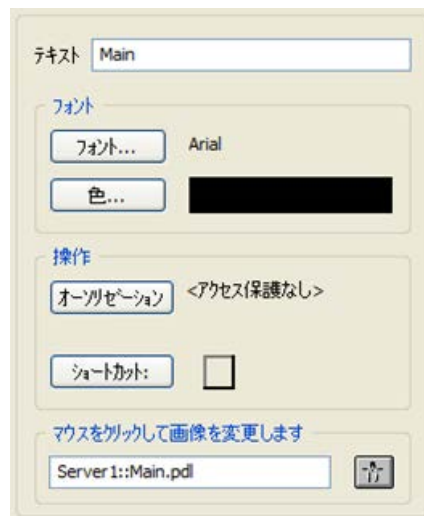 テキスト Main
フォント
フォント... Arial
色...
操作
オーソリゼーション <アクセス保護なし>
ショートカット:
マウスをクリックして画像を変更します
Server1::Main.pdl